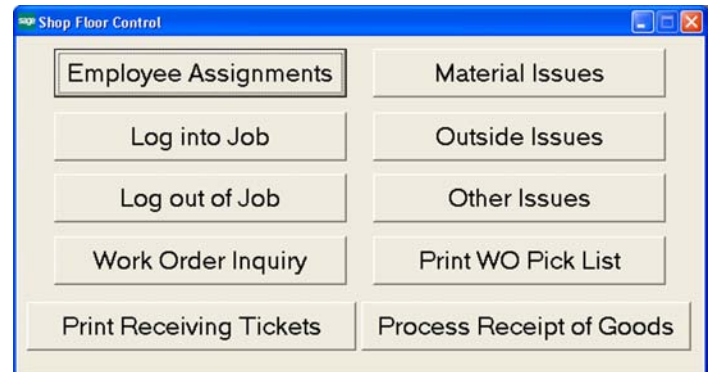 sage Shop Floor Control
Employee Assignments Material Issues
Log into Job Outside Issues
Log out of Job Other Issues
Work Order Inquiry Print WO Pick List
Print Receiving Tickets Process Receipt of Goods